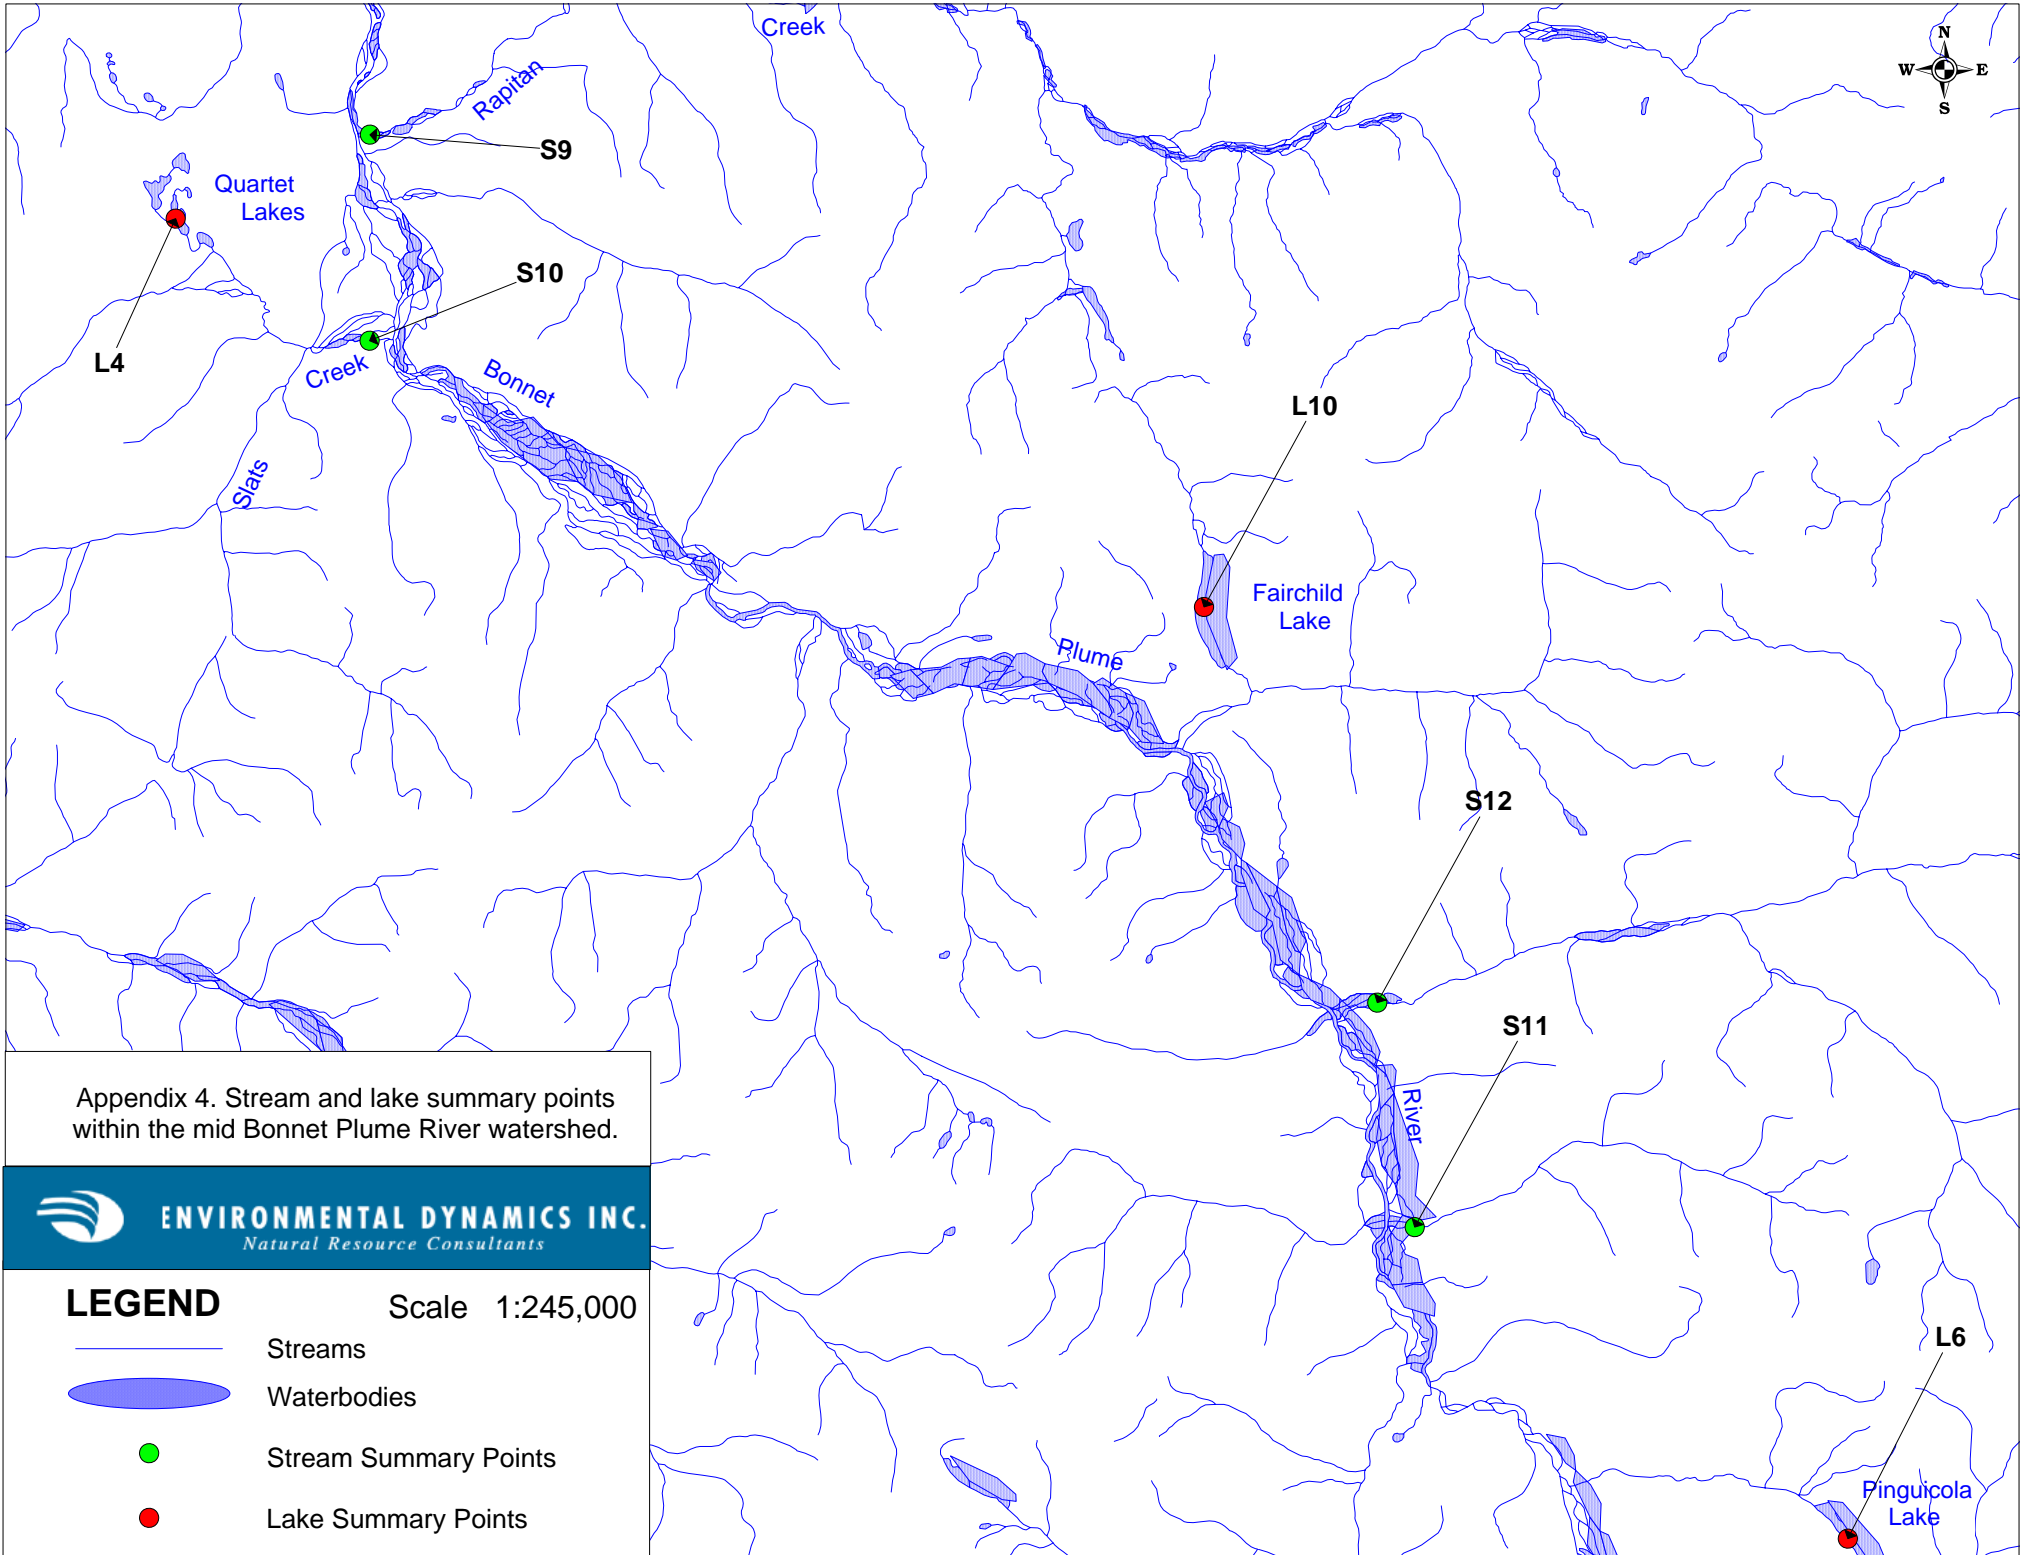 Creek
N
W E
S
Rapitan
S9
Quartet
Lakes
S10
L4
Creek
Bonnet
L10
Slats
Fairchild
Lake
Plume
S12
S11
River
Appendix 4. Stream and lake summary points
within the mid Bonnet Plume River watershed.
ENVIRONMENTAL DYNAMICS INC.
Natural Resource Consultants
LEGEND Scale 1:245,000
Streams
Waterbodies
Stream Summary Points
Lake Summary Points
L6
Pinguicola
Lake